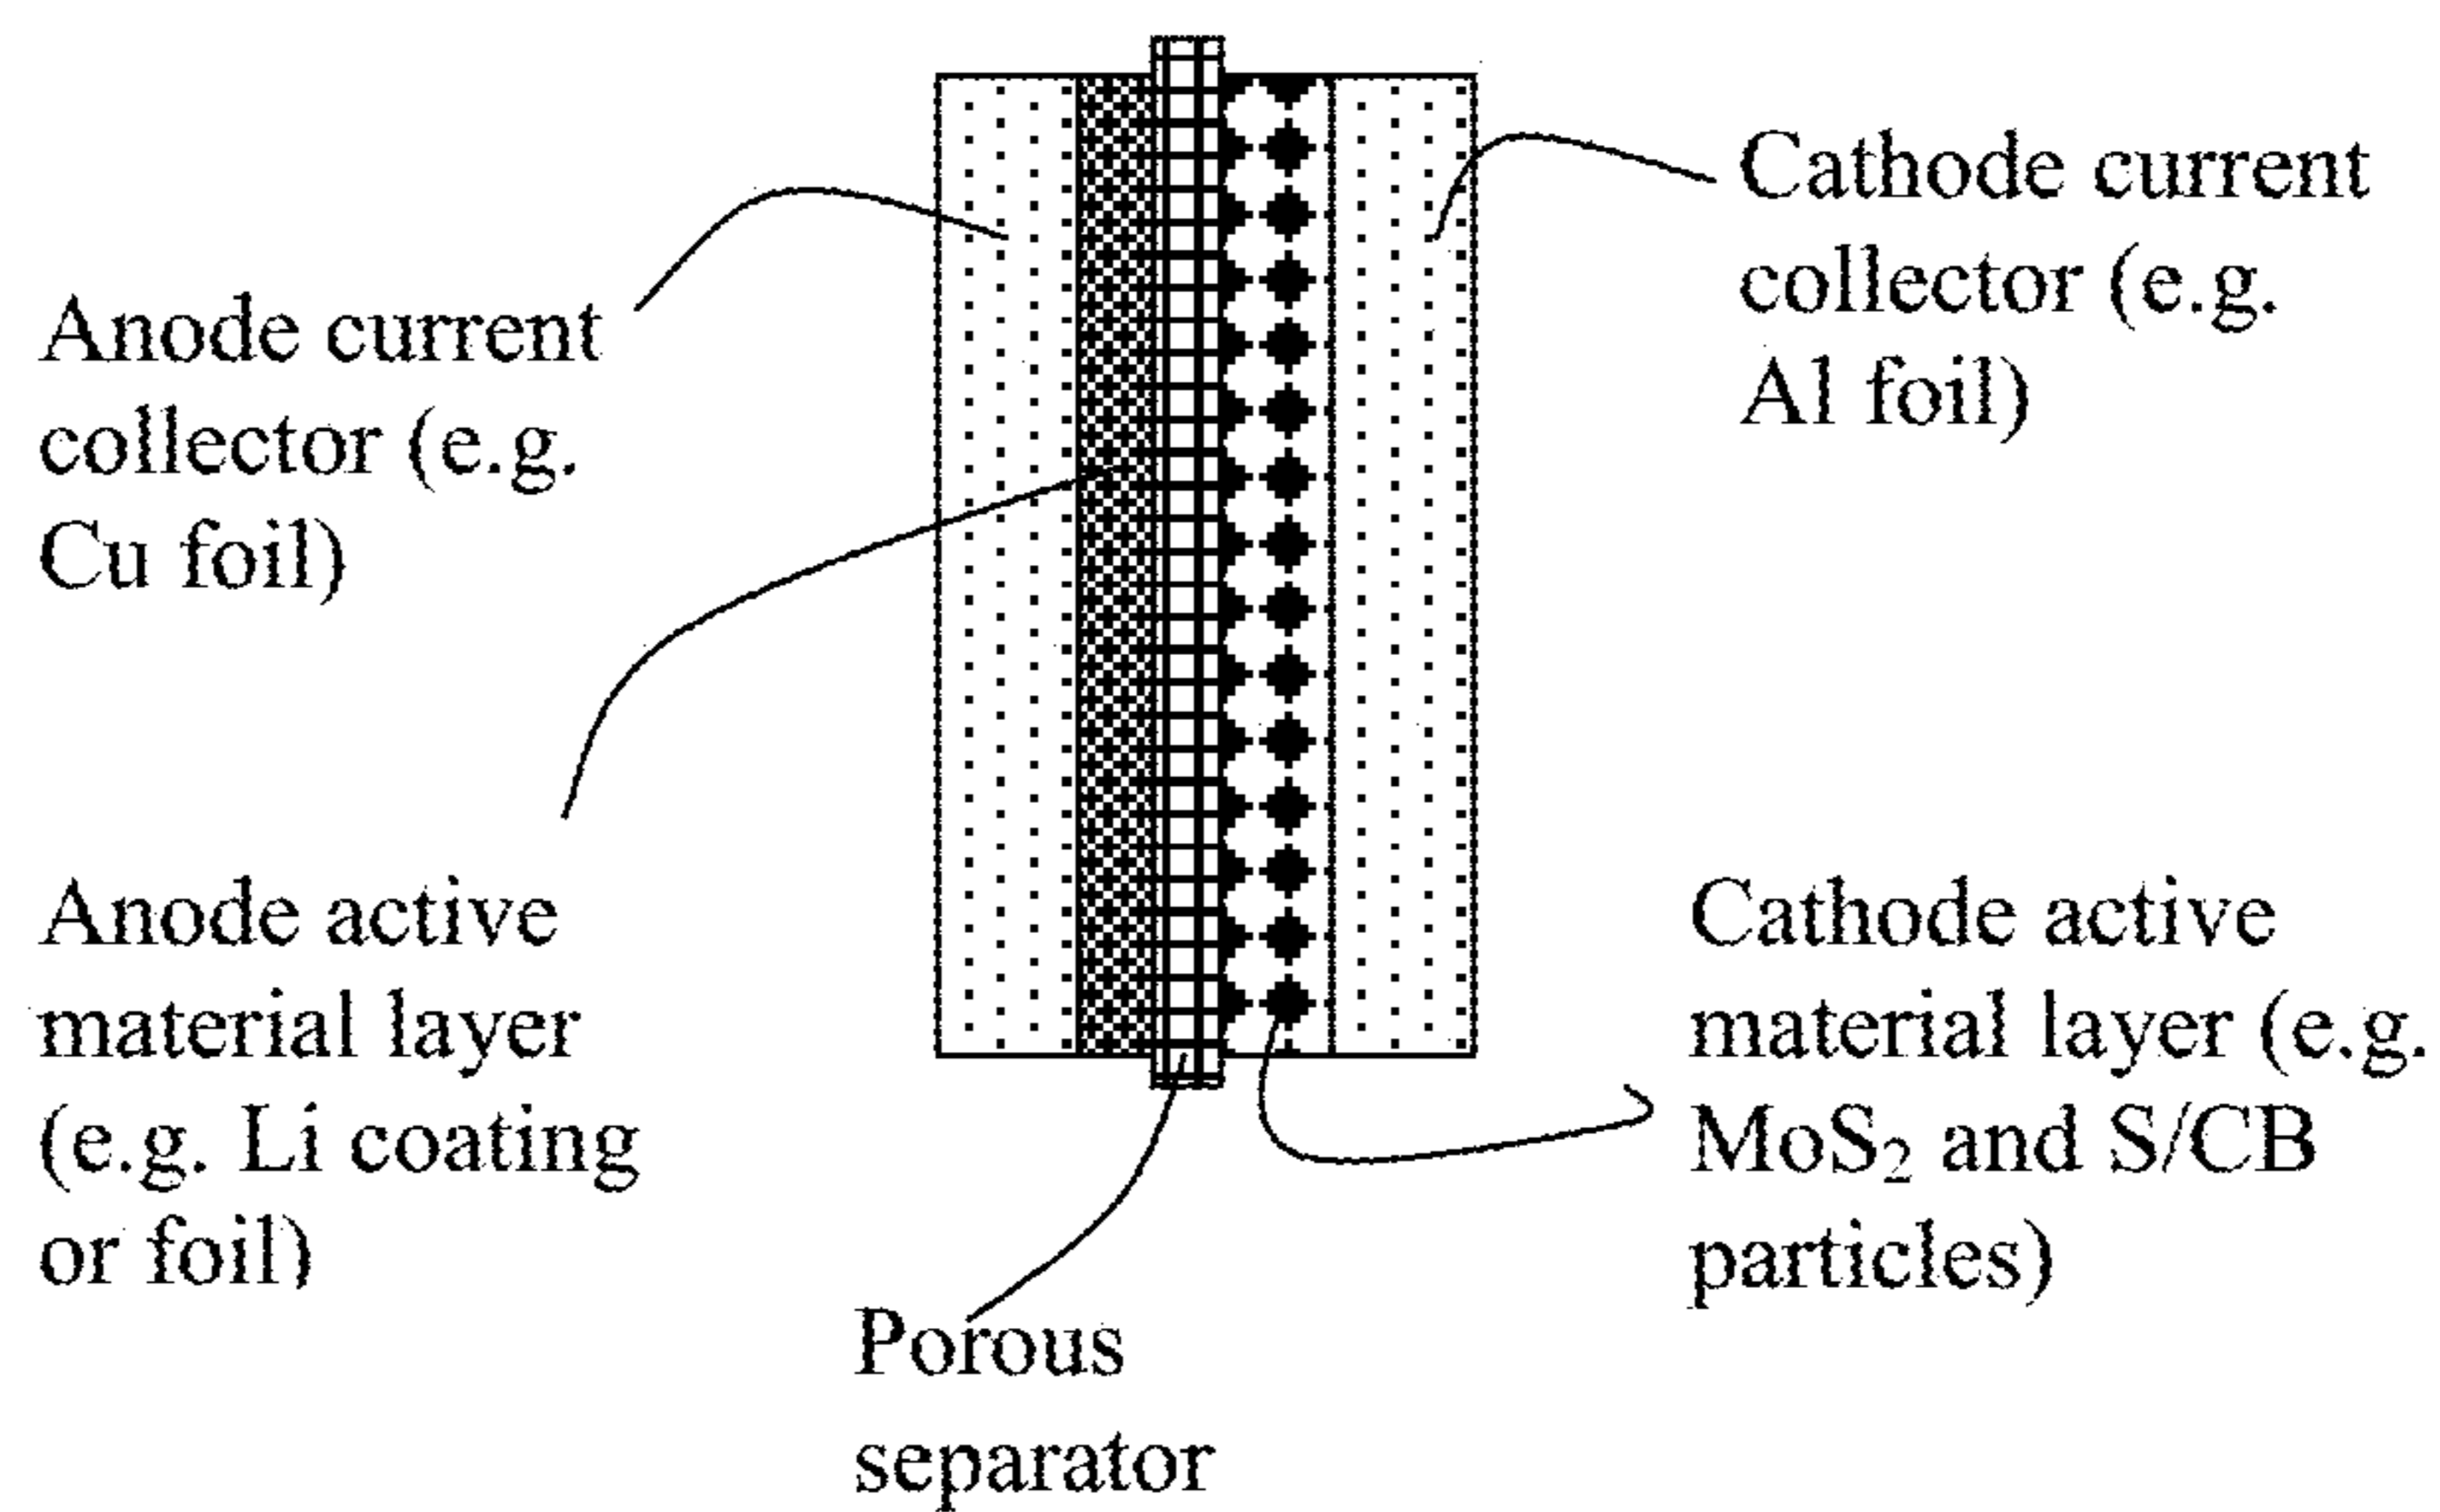 Anode current
collector (e.g.
Cu foil)
Anode active
material layer
(e.g. Li coating
or foil)
Porous
separator
Cathode current
collector (e.g.
Al foil)
Cathode active
material layer (e.g.
MoS₂ and S/CB
particles)